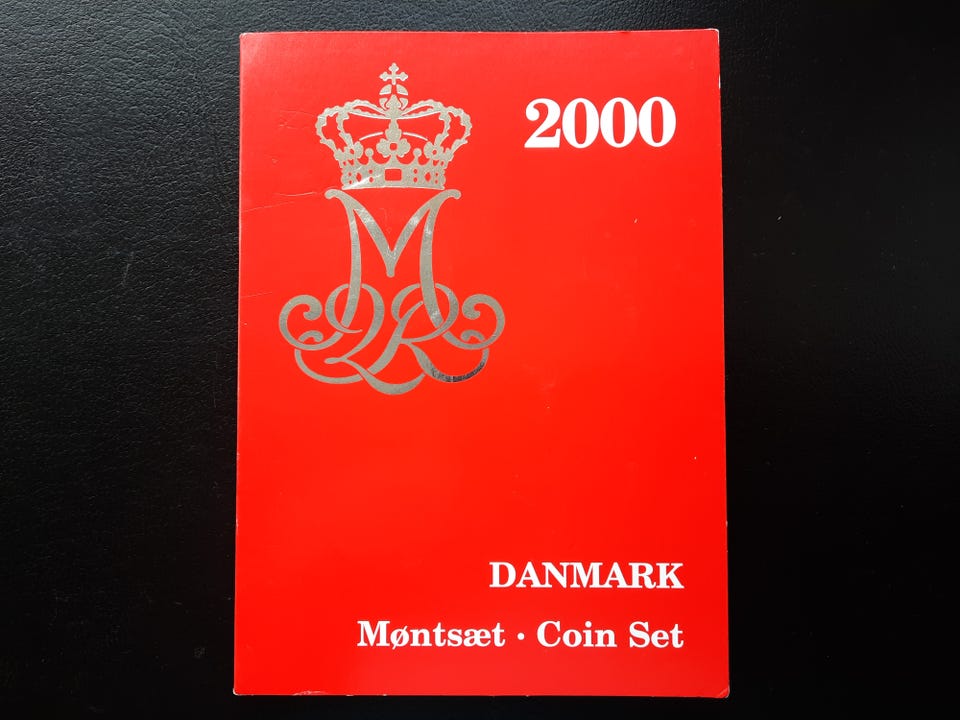 2000
DANMARK
Møntsæt · Coin Set